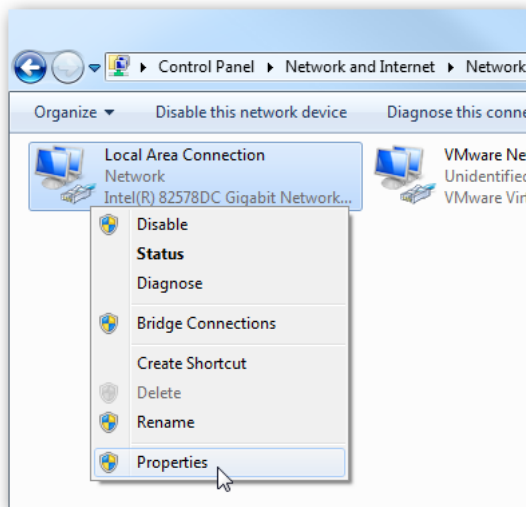 Control Panel Network and Internet Network
Organize Disable this network device Diagnose this conne
Local Area Connection
Network
Intel(R) 82578DC Gigabit Network...
VMware Ne
Unidentified
VMware Vir
Disable
Status
Diagnose
Bridge Connections
Create Shortcut
Delete
Rename
Properties